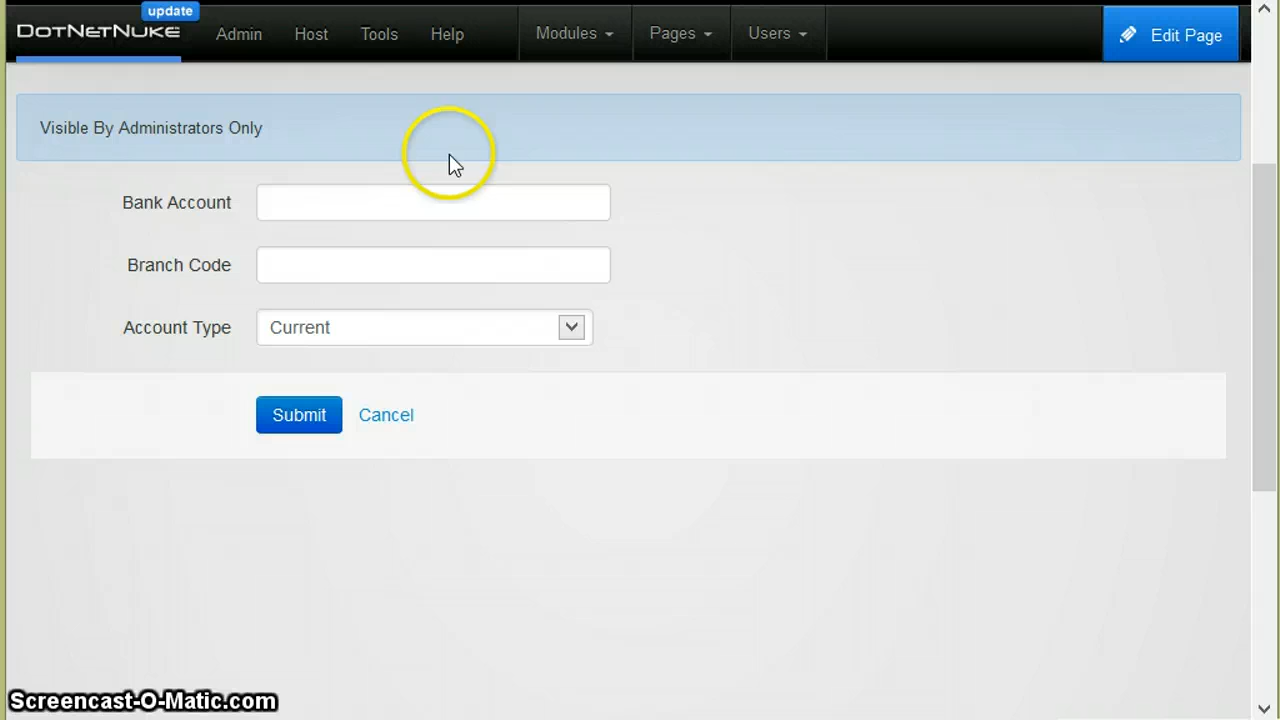 update
DOTNETNUKE Admin Host Tools Help Modules Pages Users Edit Page
Visible By Administrators Only
Bank Account
Branch Code
Account Type Current
Submit Cancel
Screencast-O-Matic.com